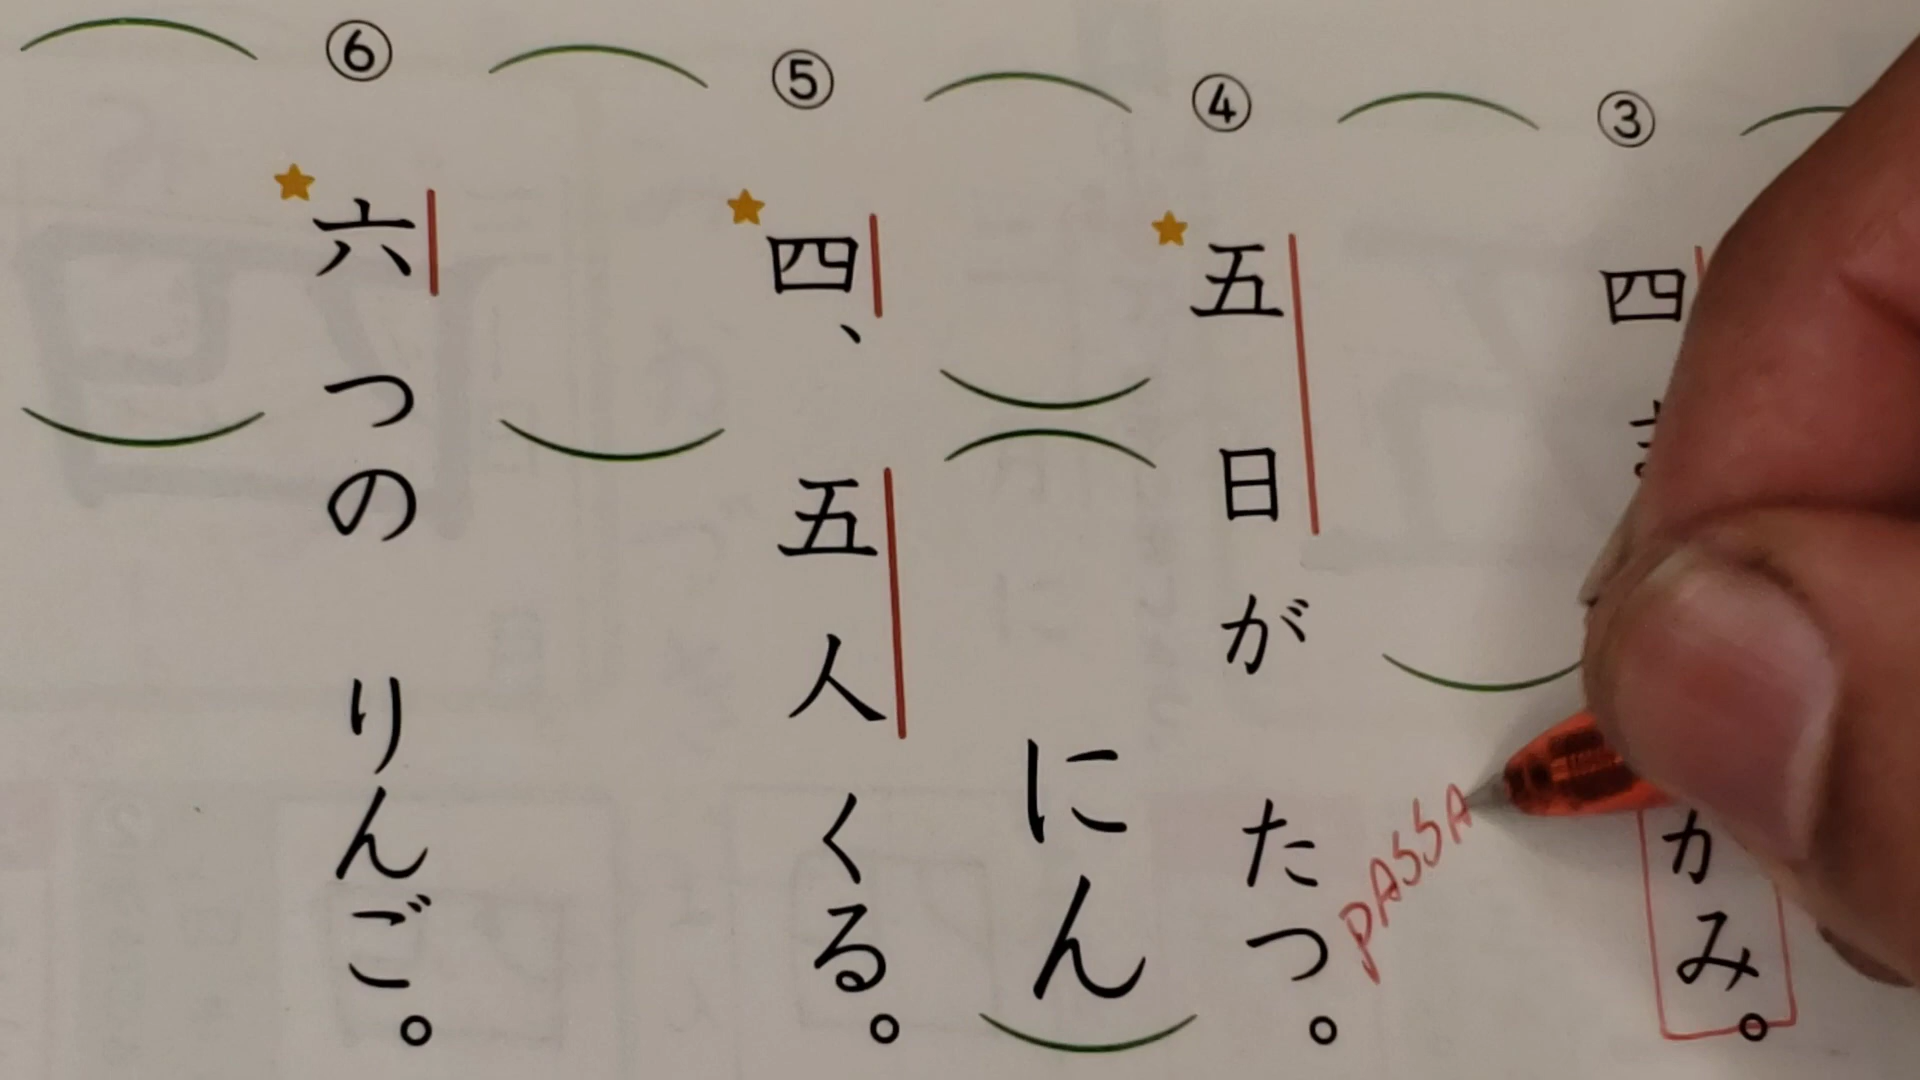 ③
四
かみ。
PASSA
④
五日が たつ。
⑤
四、五人 くる。
にん
⑥
六つの りんご。